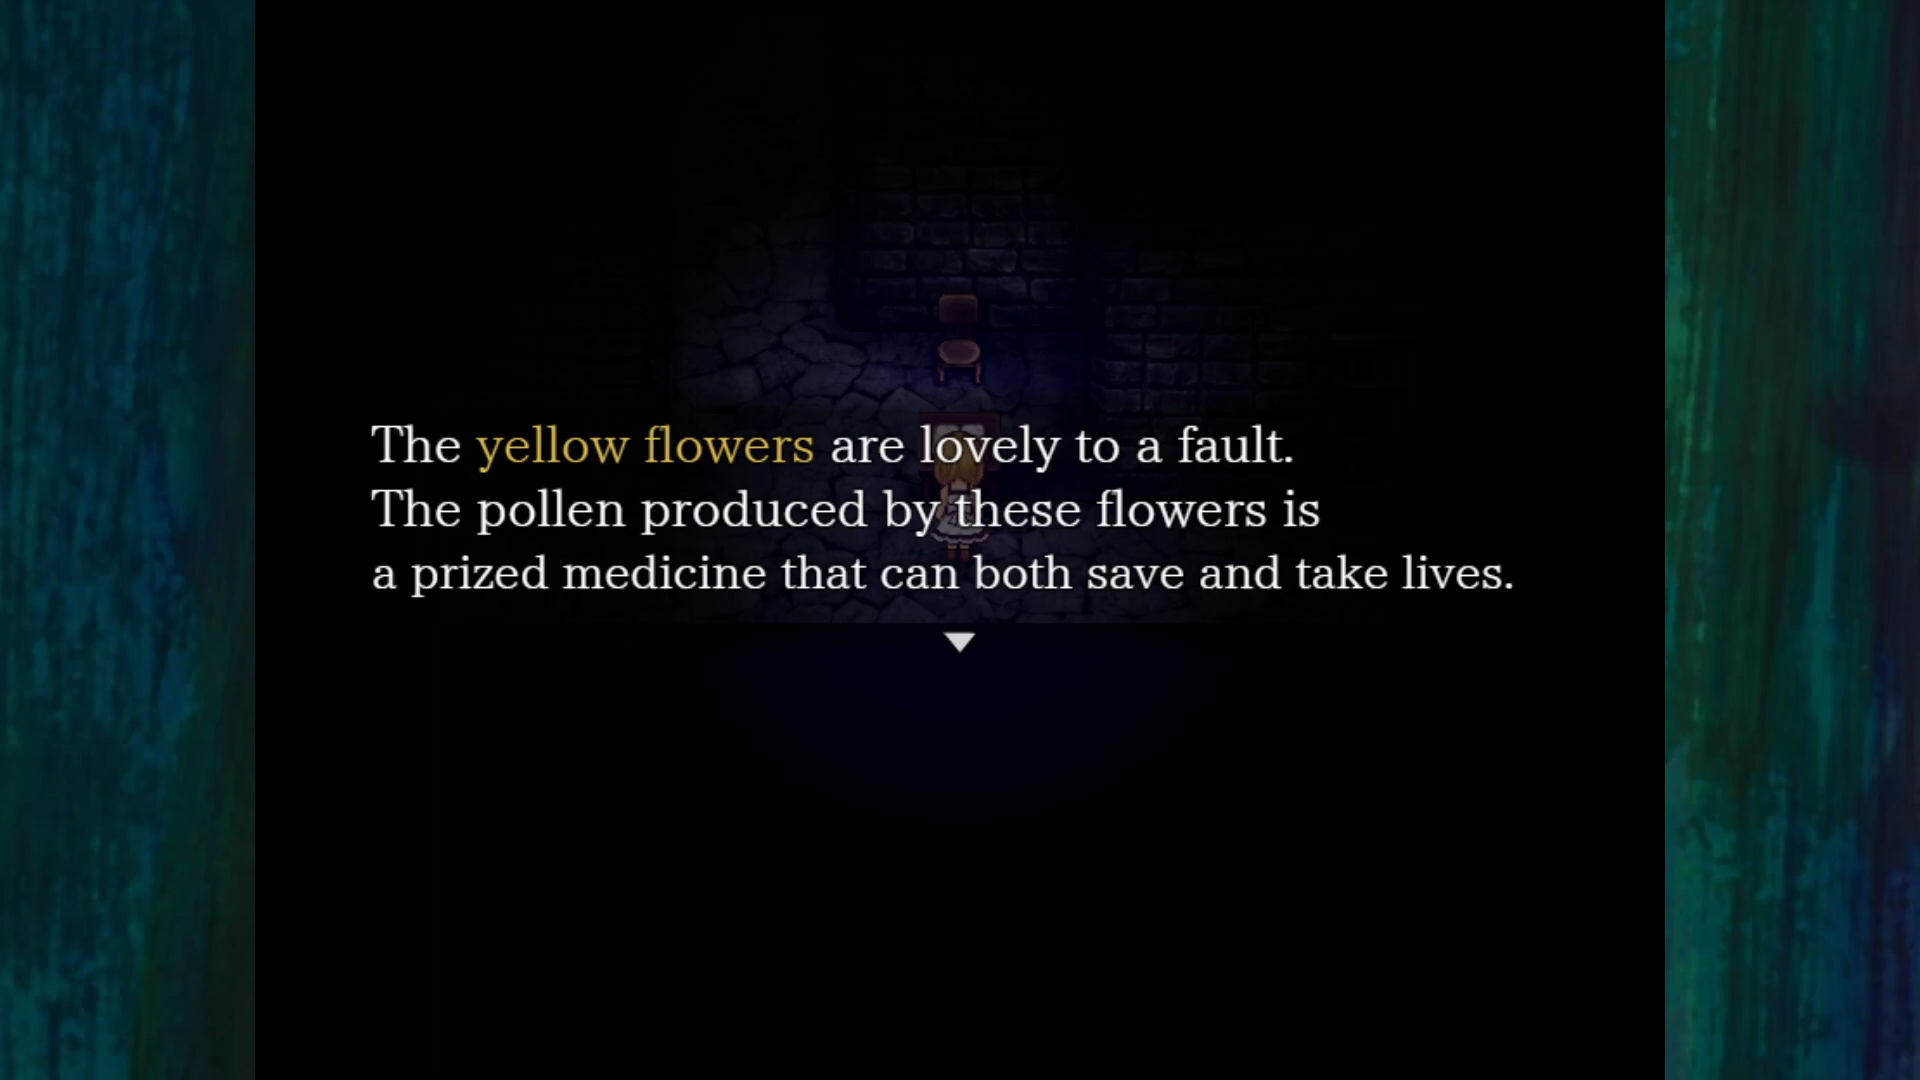 The yellow flowers are lovely to a fault.
The pollen produced by these flowers is
a prized medicine that can both save and take lives.